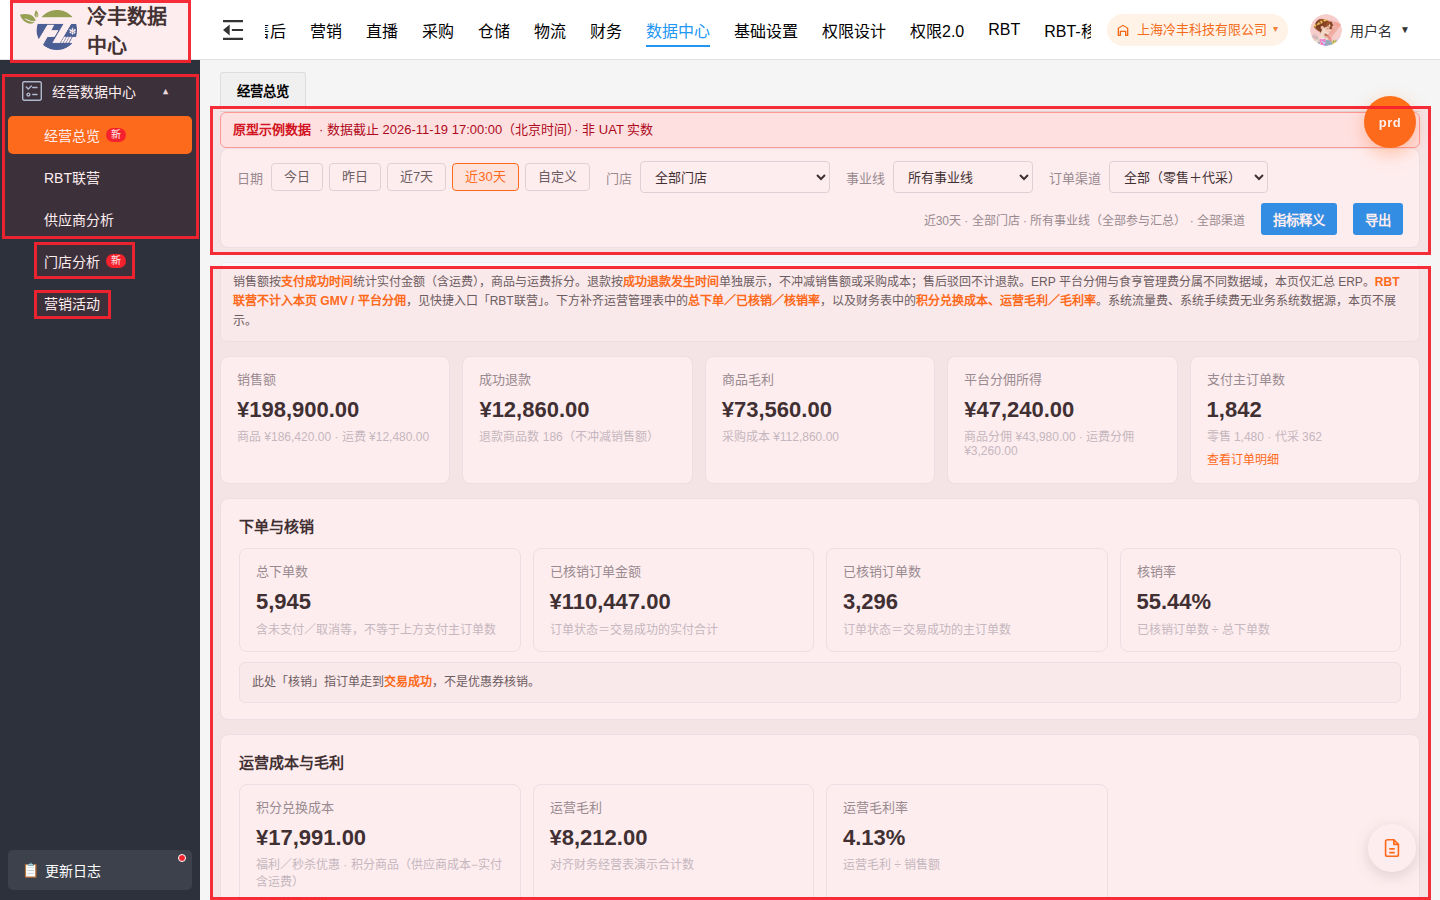 冷丰数据
中心
售后 营销 直播 采购 仓储 物流 财务 数据中心 基础设置 权限设计 权限2.0 RBT RBT-移
上海冷丰科技有限公司 ▾
用户名 ▼
经营数据中心 ▲
经营总览 新
RBT联营
供应商分析
门店分析 新
营销活动
更新日志
经营总览
原型示例数据 · 数据截止 2026-11-19 17:00:00（北京时间）· 非 UAT 实数
prd
日期 今日 昨日 近7天 近30天 自定义 门店 全部门店 事业线 所有事业线 订单渠道 全部（零售＋代采）
近30天 · 全部门店 · 所有事业线（全部参与汇总） · 全部渠道 指标释义 导出
销售额按支付成功时间统计实付金额（含运费），商品与运费拆分。退款按成功退款发生时间单独展示，不冲减销售额或采购成本；售后驳回不计退款。ERP 平台分佣与食亨管理费分属不同数据域，本页仅汇总 ERP。RBT
联营不计入本页 GMV / 平台分佣，见快捷入口「RBT联营」。下方补齐运营管理表中的总下单／已核销／核销率，以及财务表中的积分兑换成本、运营毛利／毛利率。系统流量费、系统手续费无业务系统数据源，本页不展
示。
销售额
¥198,900.00
商品 ¥186,420.00 · 运费 ¥12,480.00
成功退款
¥12,860.00
退款商品数 186（不冲减销售额）
商品毛利
¥73,560.00
采购成本 ¥112,860.00
平台分佣所得
¥47,240.00
商品分佣 ¥43,980.00 · 运费分佣
¥3,260.00
支付主订单数
1,842
零售 1,480 · 代采 362
查看订单明细
下单与核销
总下单数
5,945
含未支付／取消等，不等于上方支付主订单数
已核销订单金额
¥110,447.00
订单状态＝交易成功的实付合计
已核销订单数
3,296
订单状态＝交易成功的主订单数
核销率
55.44%
已核销订单数 ÷ 总下单数
此处「核销」指订单走到交易成功，不是优惠券核销。
运营成本与毛利
积分兑换成本
¥17,991.00
福利／秒杀优惠 · 积分商品（供应商成本−实付
含运费）
运营毛利
¥8,212.00
对齐财务经营表演示合计数
运营毛利率
4.13%
运营毛利 ÷ 销售额